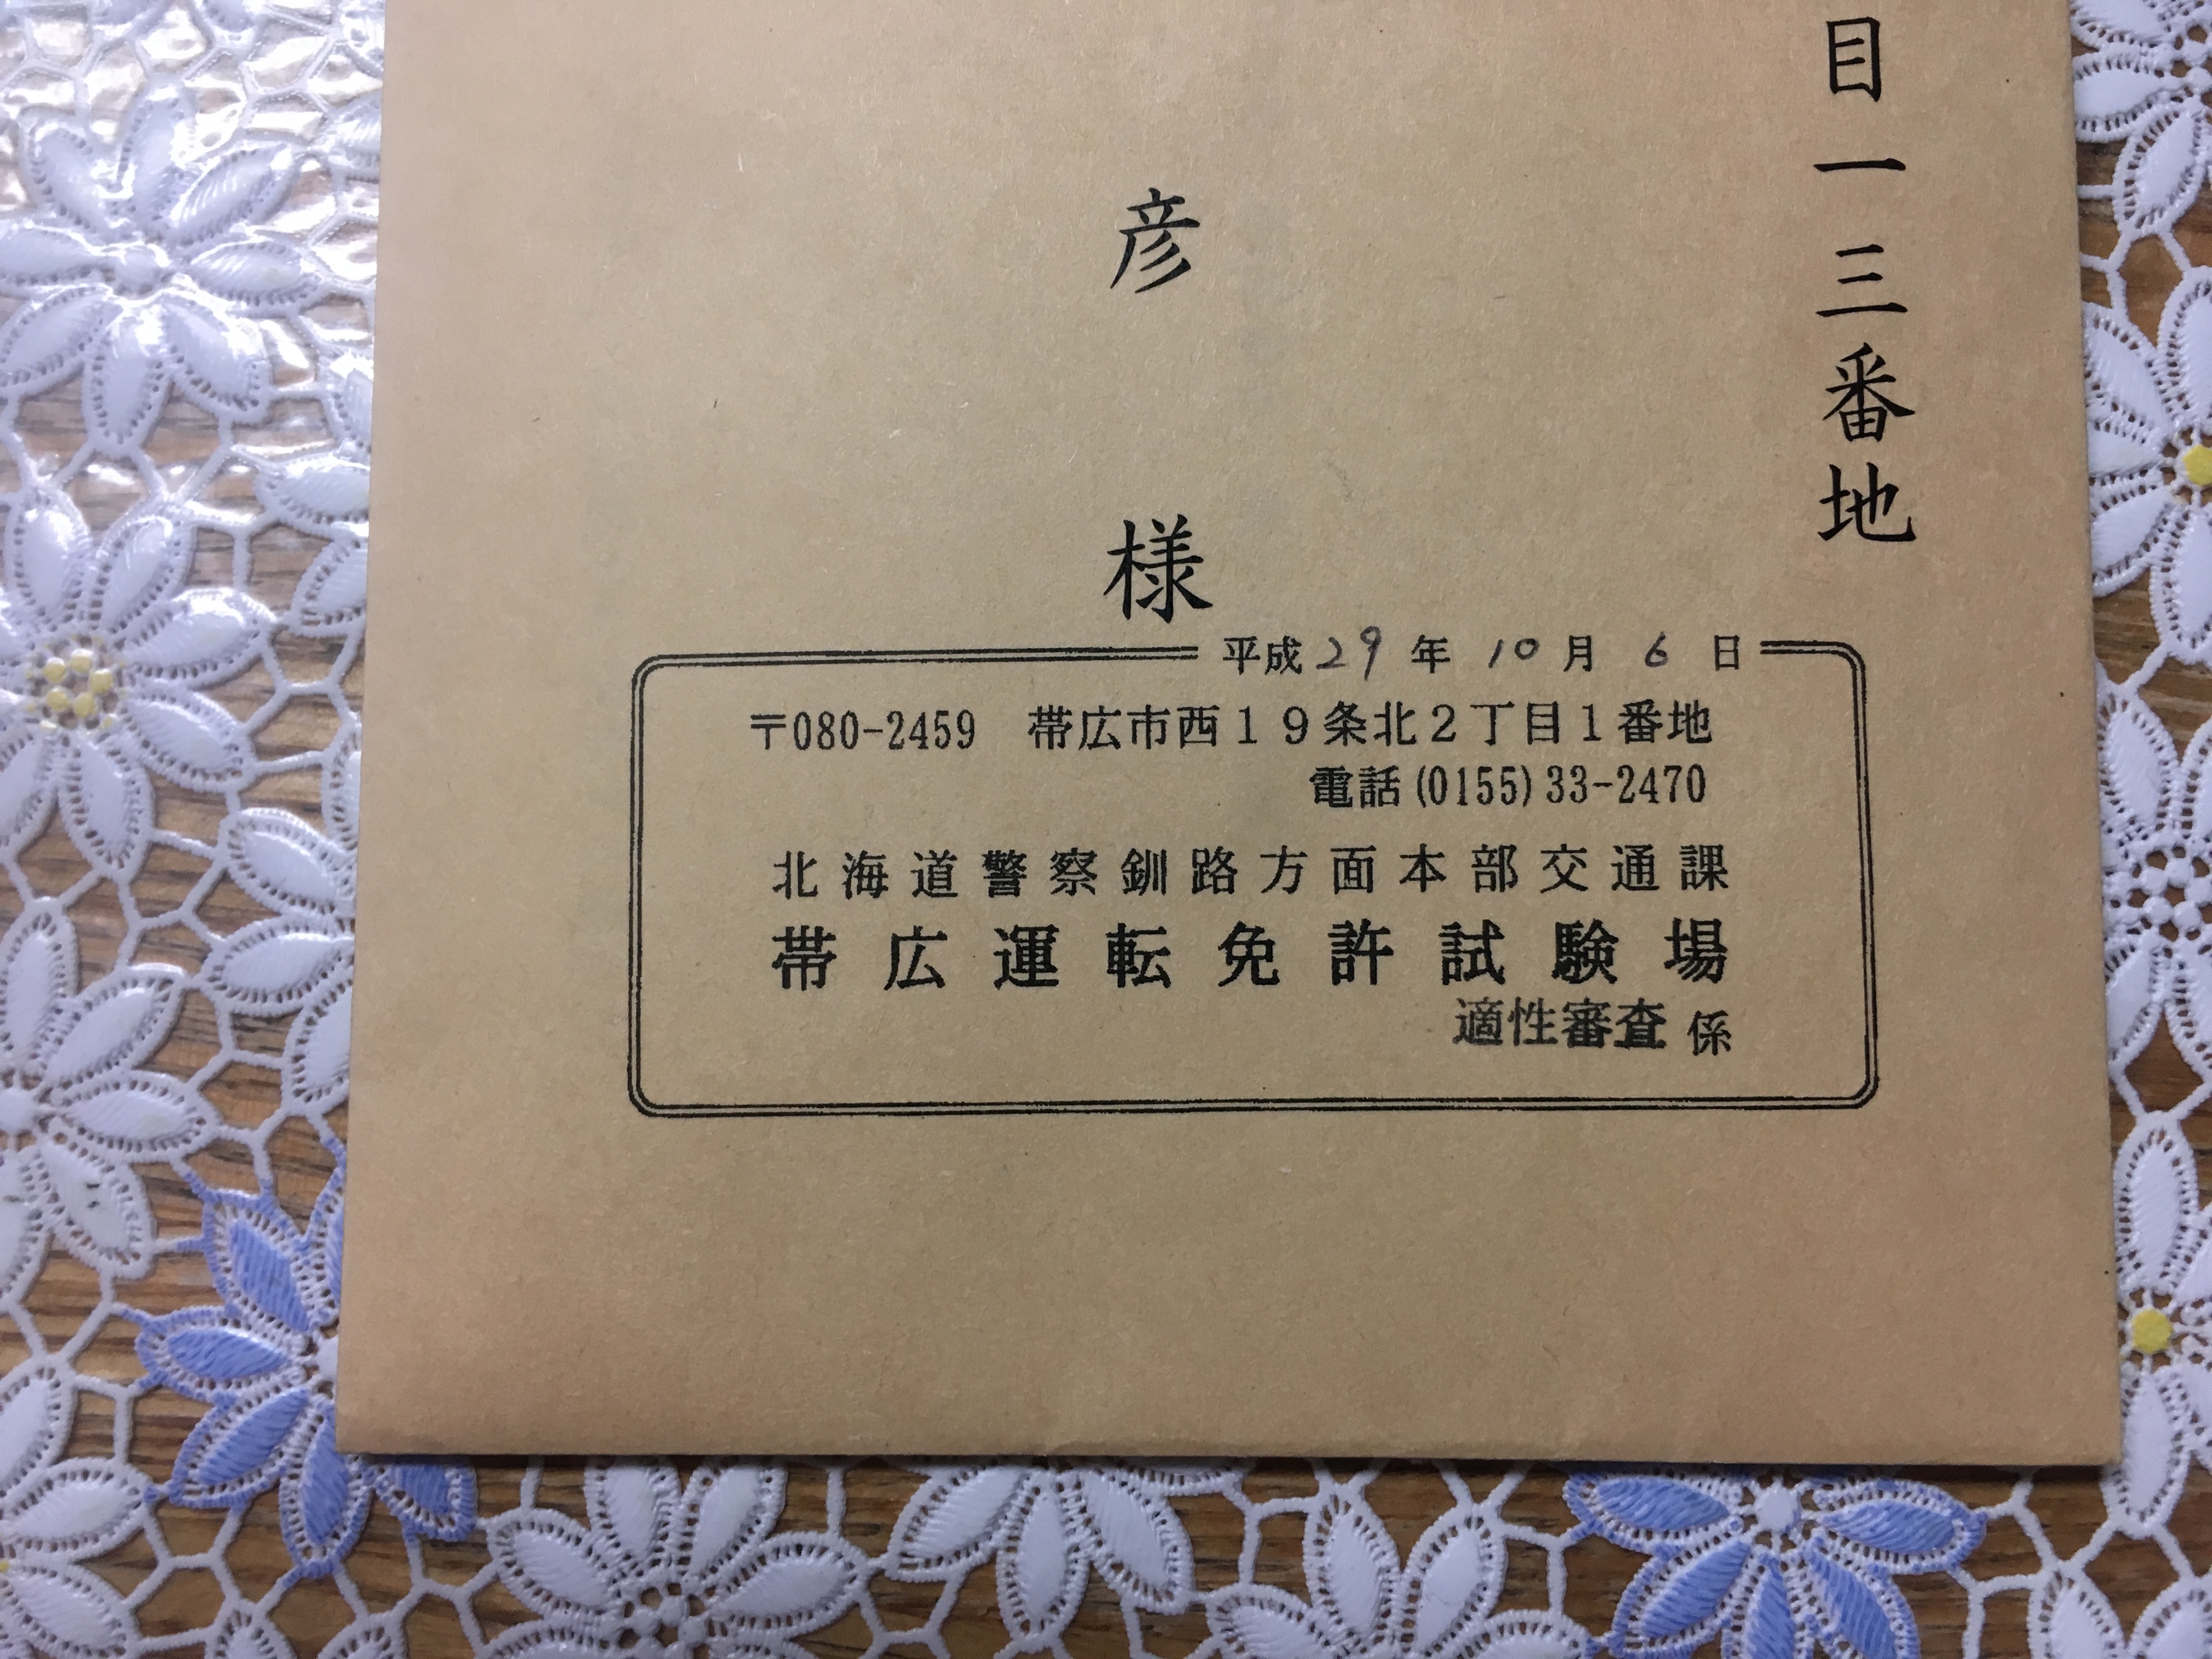 目一三番地
彦様
平成29年10月6日
〒080-2459　帯広市西１９条北２丁目１番地
電話(0155)33-2470
北海道警察釧路方面本部交通課
帯広運転免許試験場
適性審査係